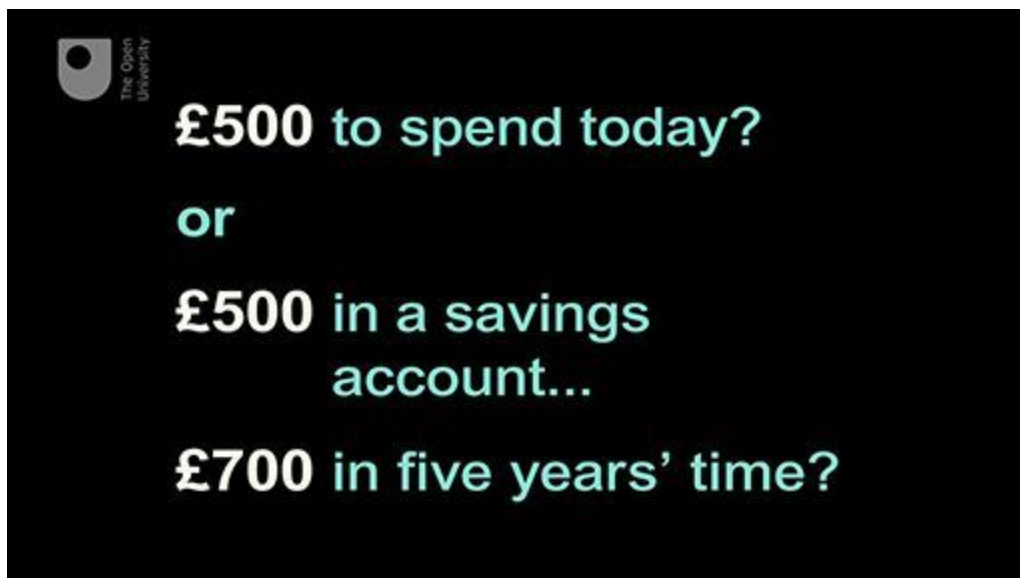 The Open
University
£500 to spend today?
or
£500 in a savings
account...
£700 in five years’ time?